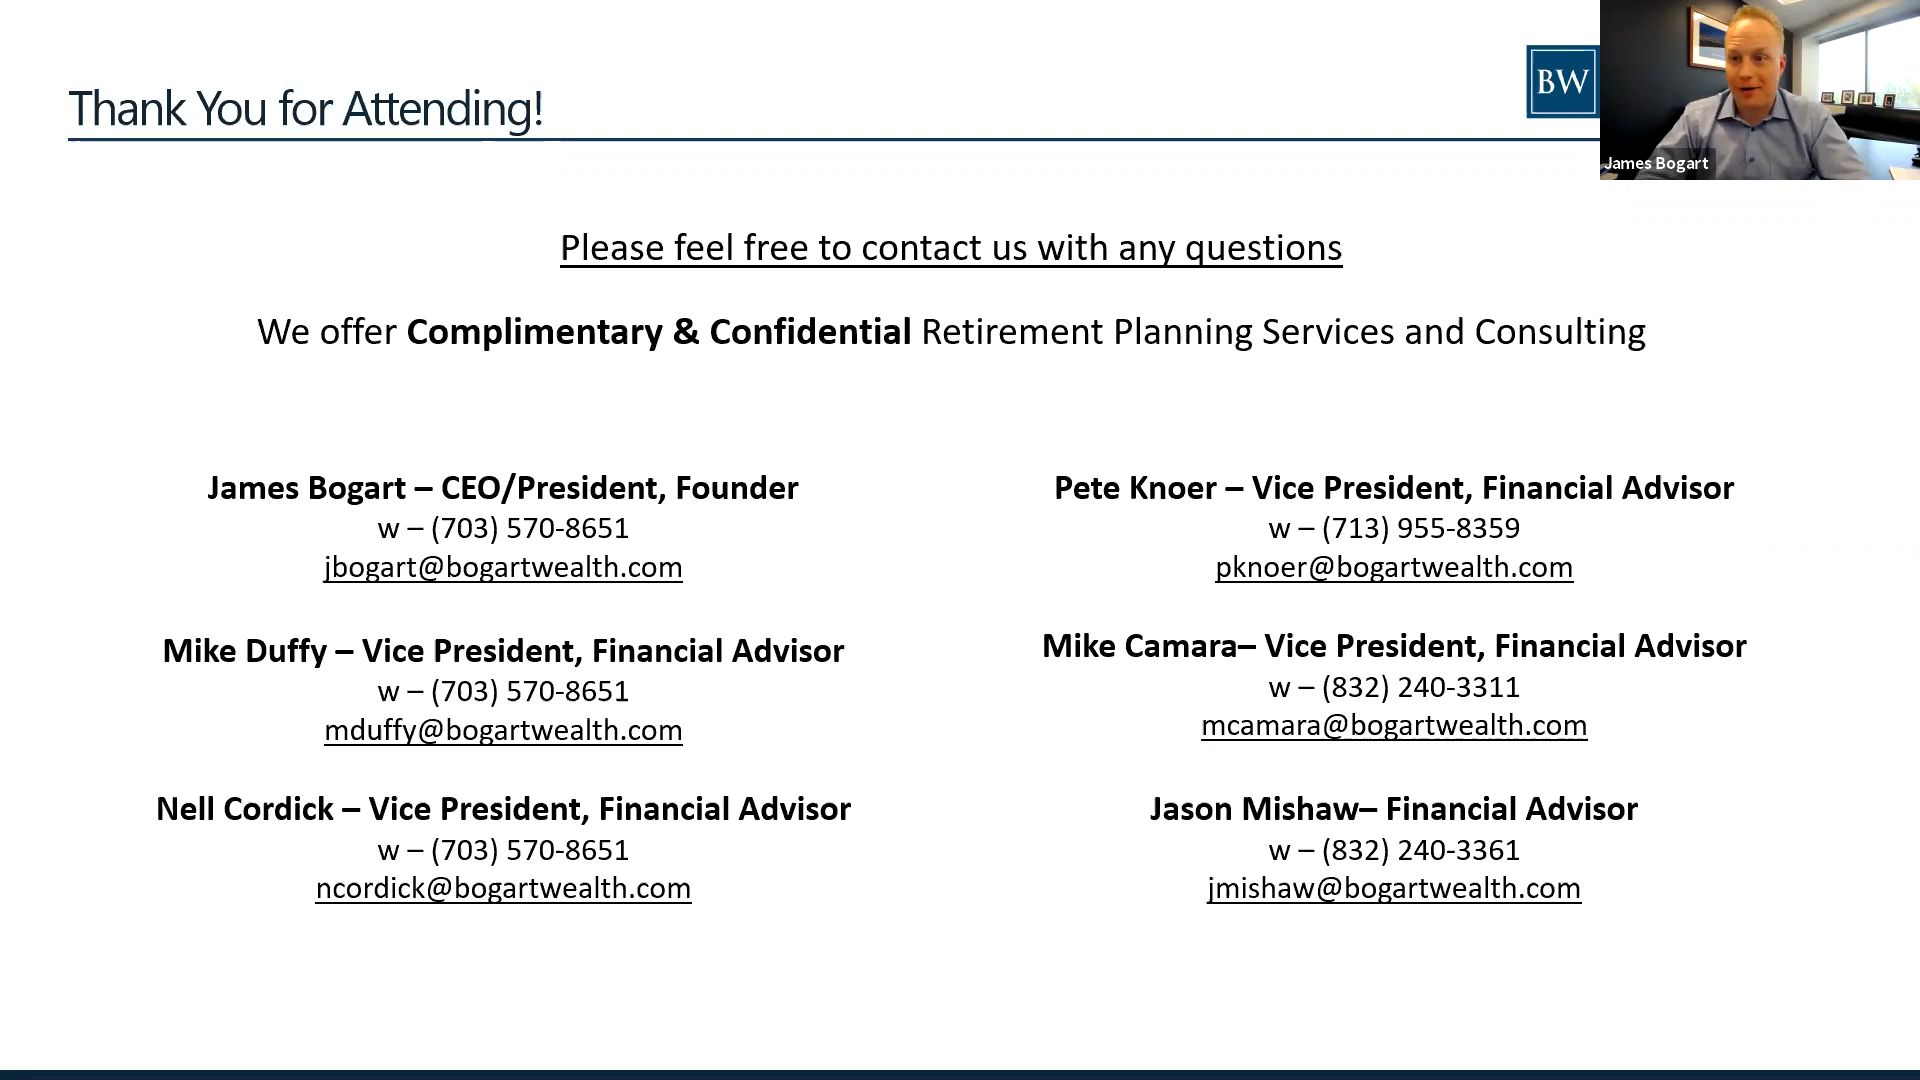 Thank You for Attending!
BW
James Bogart
Please feel free to contact us with any questions
We offer Complimentary & Confidential Retirement Planning Services and Consulting
James Bogart – CEO/President, Founder
w – (703) 570-8651
jbogart@bogartwealth.com
Mike Duffy – Vice President, Financial Advisor
w – (703) 570-8651
mduffy@bogartwealth.com
Nell Cordick – Vice President, Financial Advisor
w – (703) 570-8651
ncordick@bogartwealth.com
Pete Knoer – Vice President, Financial Advisor
w – (713) 955-8359
pknoer@bogartwealth.com
Mike Camara– Vice President, Financial Advisor
w – (832) 240-3311
mcamara@bogartwealth.com
Jason Mishaw– Financial Advisor
w – (832) 240-3361
jmishaw@bogartwealth.com